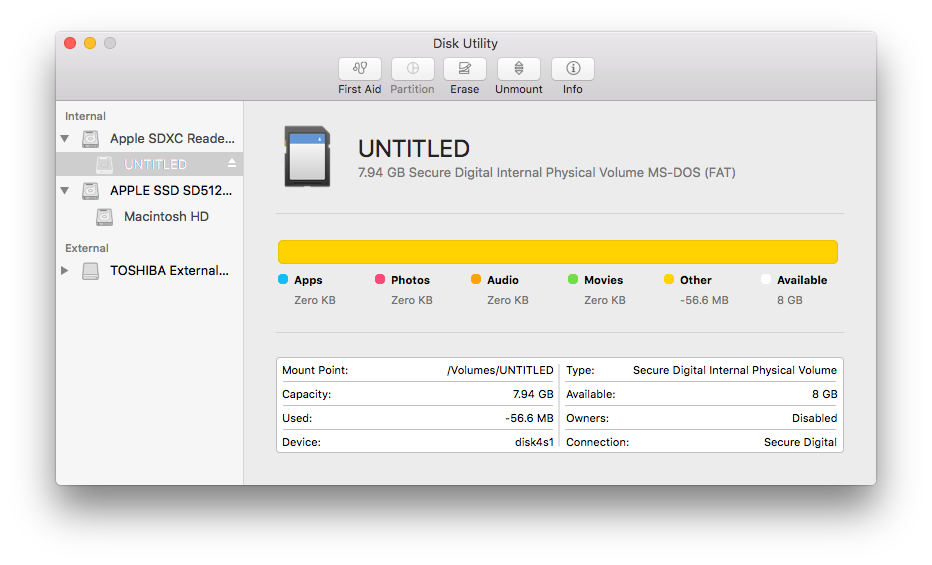 Disk Utility
First Aid Partition Erase Unmount Info
Internal
Apple SDXC Reade...
UNTITLED
APPLE SSD SD512...
Macintosh HD
External
TOSHIBA External...
UNTITLED
7.94 GB Secure Digital Internal Physical Volume MS-DOS (FAT)
Apps Photos Audio Movies Other Available
Zero KB Zero KB Zero KB Zero KB -56.6 MB 8 GB
Mount Point: /Volumes/UNTITLED Type: Secure Digital Internal Physical Volume
Capacity: 7.94 GB Available: 8 GB
Used: -56.6 MB Owners: Disabled
Device: disk4s1 Connection: Secure Digital